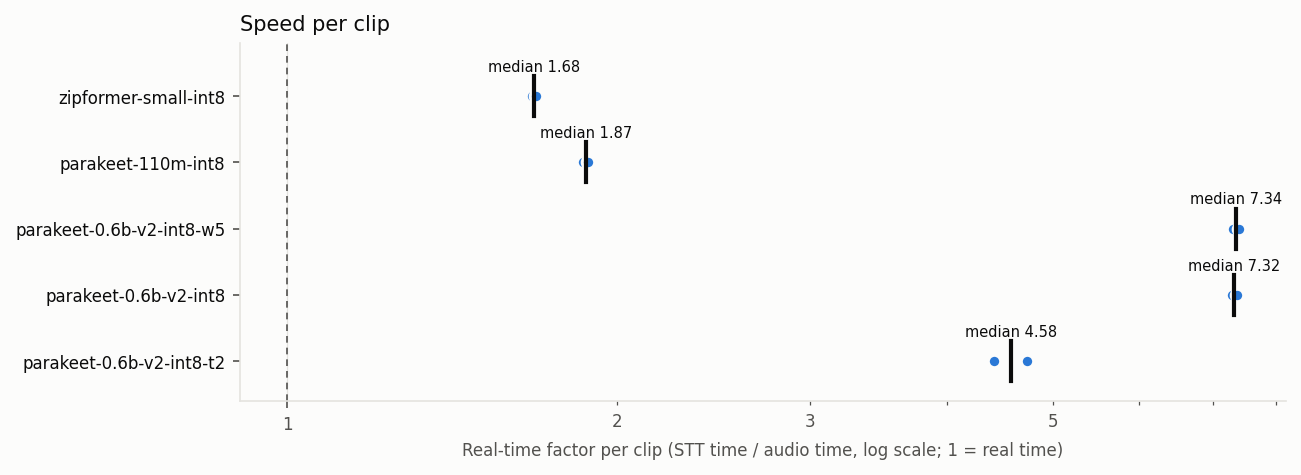 Speed per clip
median 1.68
zipformer-small-int8
median 1.87
parakeet-110m-int8
median 7.34
parakeet-0.6b-v2-int8-w5
median 7.32
parakeet-0.6b-v2-int8
median 4.58
parakeet-0.6b-v2-int8-t2
1 2 3 5
Real-time factor per clip (STT time / audio time, log scale; 1 = real time)